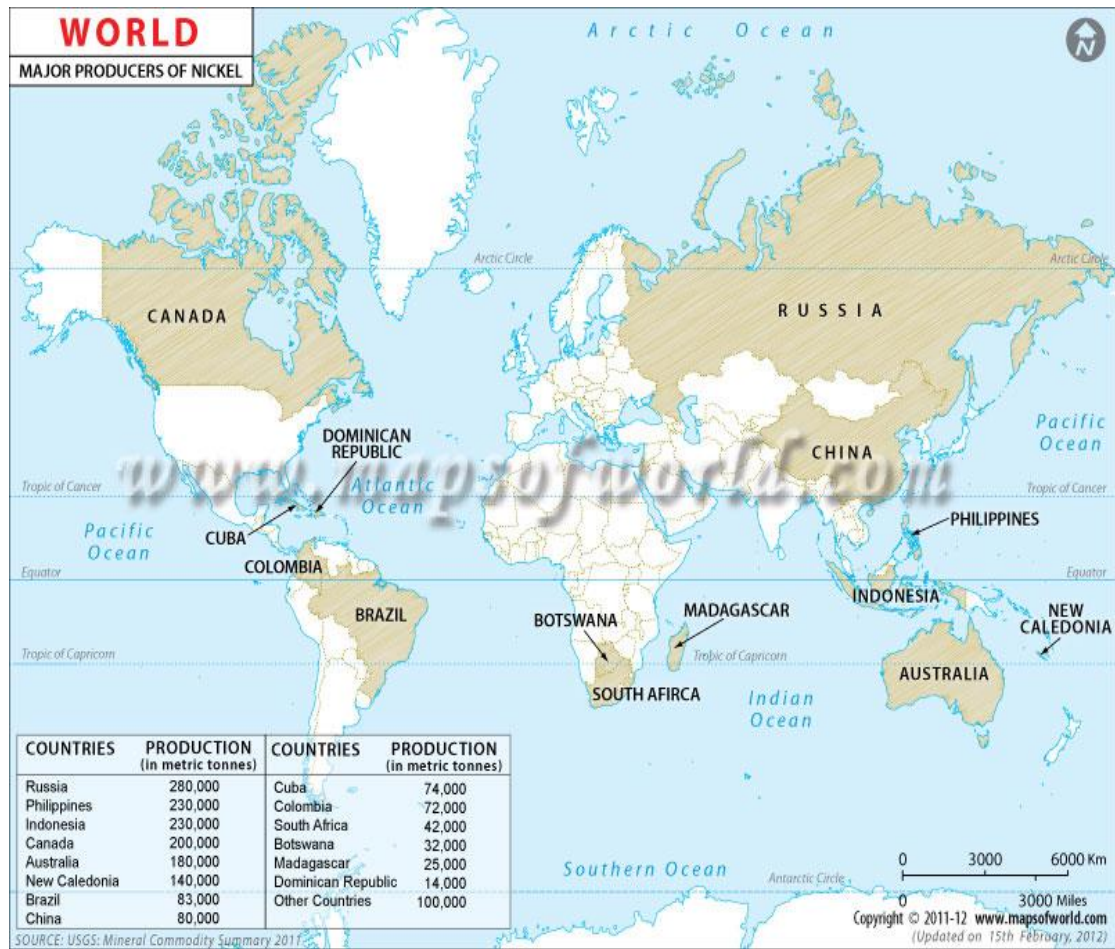 WORLD
MAJOR PRODUCERS OF NICKEL
Arctic Ocean
N
Arctic Circle
Arctic Circle
CANADA
RUSSIA
Pacific
Ocean
DOMINICAN
REPUBLIC
CHINA
www.mapsofworld.com
Tropic of Cancer
Atlantic
Ocean
Tropic of Cancer
Pacific
Ocean
CUBA
PHILIPPINES
COLOMBIA
Equator
Equator
INDONESIA
BRAZIL
BOTSWANA
MADAGASCAR
NEW
CALEDONIA
Tropic of Capricorn
Tropic of Capricorn
AUSTRALIA
SOUTH AFIRCA
Indian
Ocean
COUNTRIES PRODUCTION COUNTRIES PRODUCTION
(in metric tonnes) (in metric tonnes)
Russia 280,000 Cuba 74,000
Philippines 230,000 Colombia 72,000
Indonesia 230,000 South Africa 42,000
Canada 200,000 Botswana 32,000
Australia 180,000 Madagascar 25,000
New Caledonia 140,000 Dominican Republic 14,000
Brazil 83,000 Other Countries 100,000
China 80,000
SOURCE: USGS: Mineral Commodity Summary 2011
Southern Ocean
Antarctic Circle
0 3000 6000 Km
0 3000 Miles
Copyright © 2011-12 www.mapsofworld.com
(Updated on 15th February, 2012)